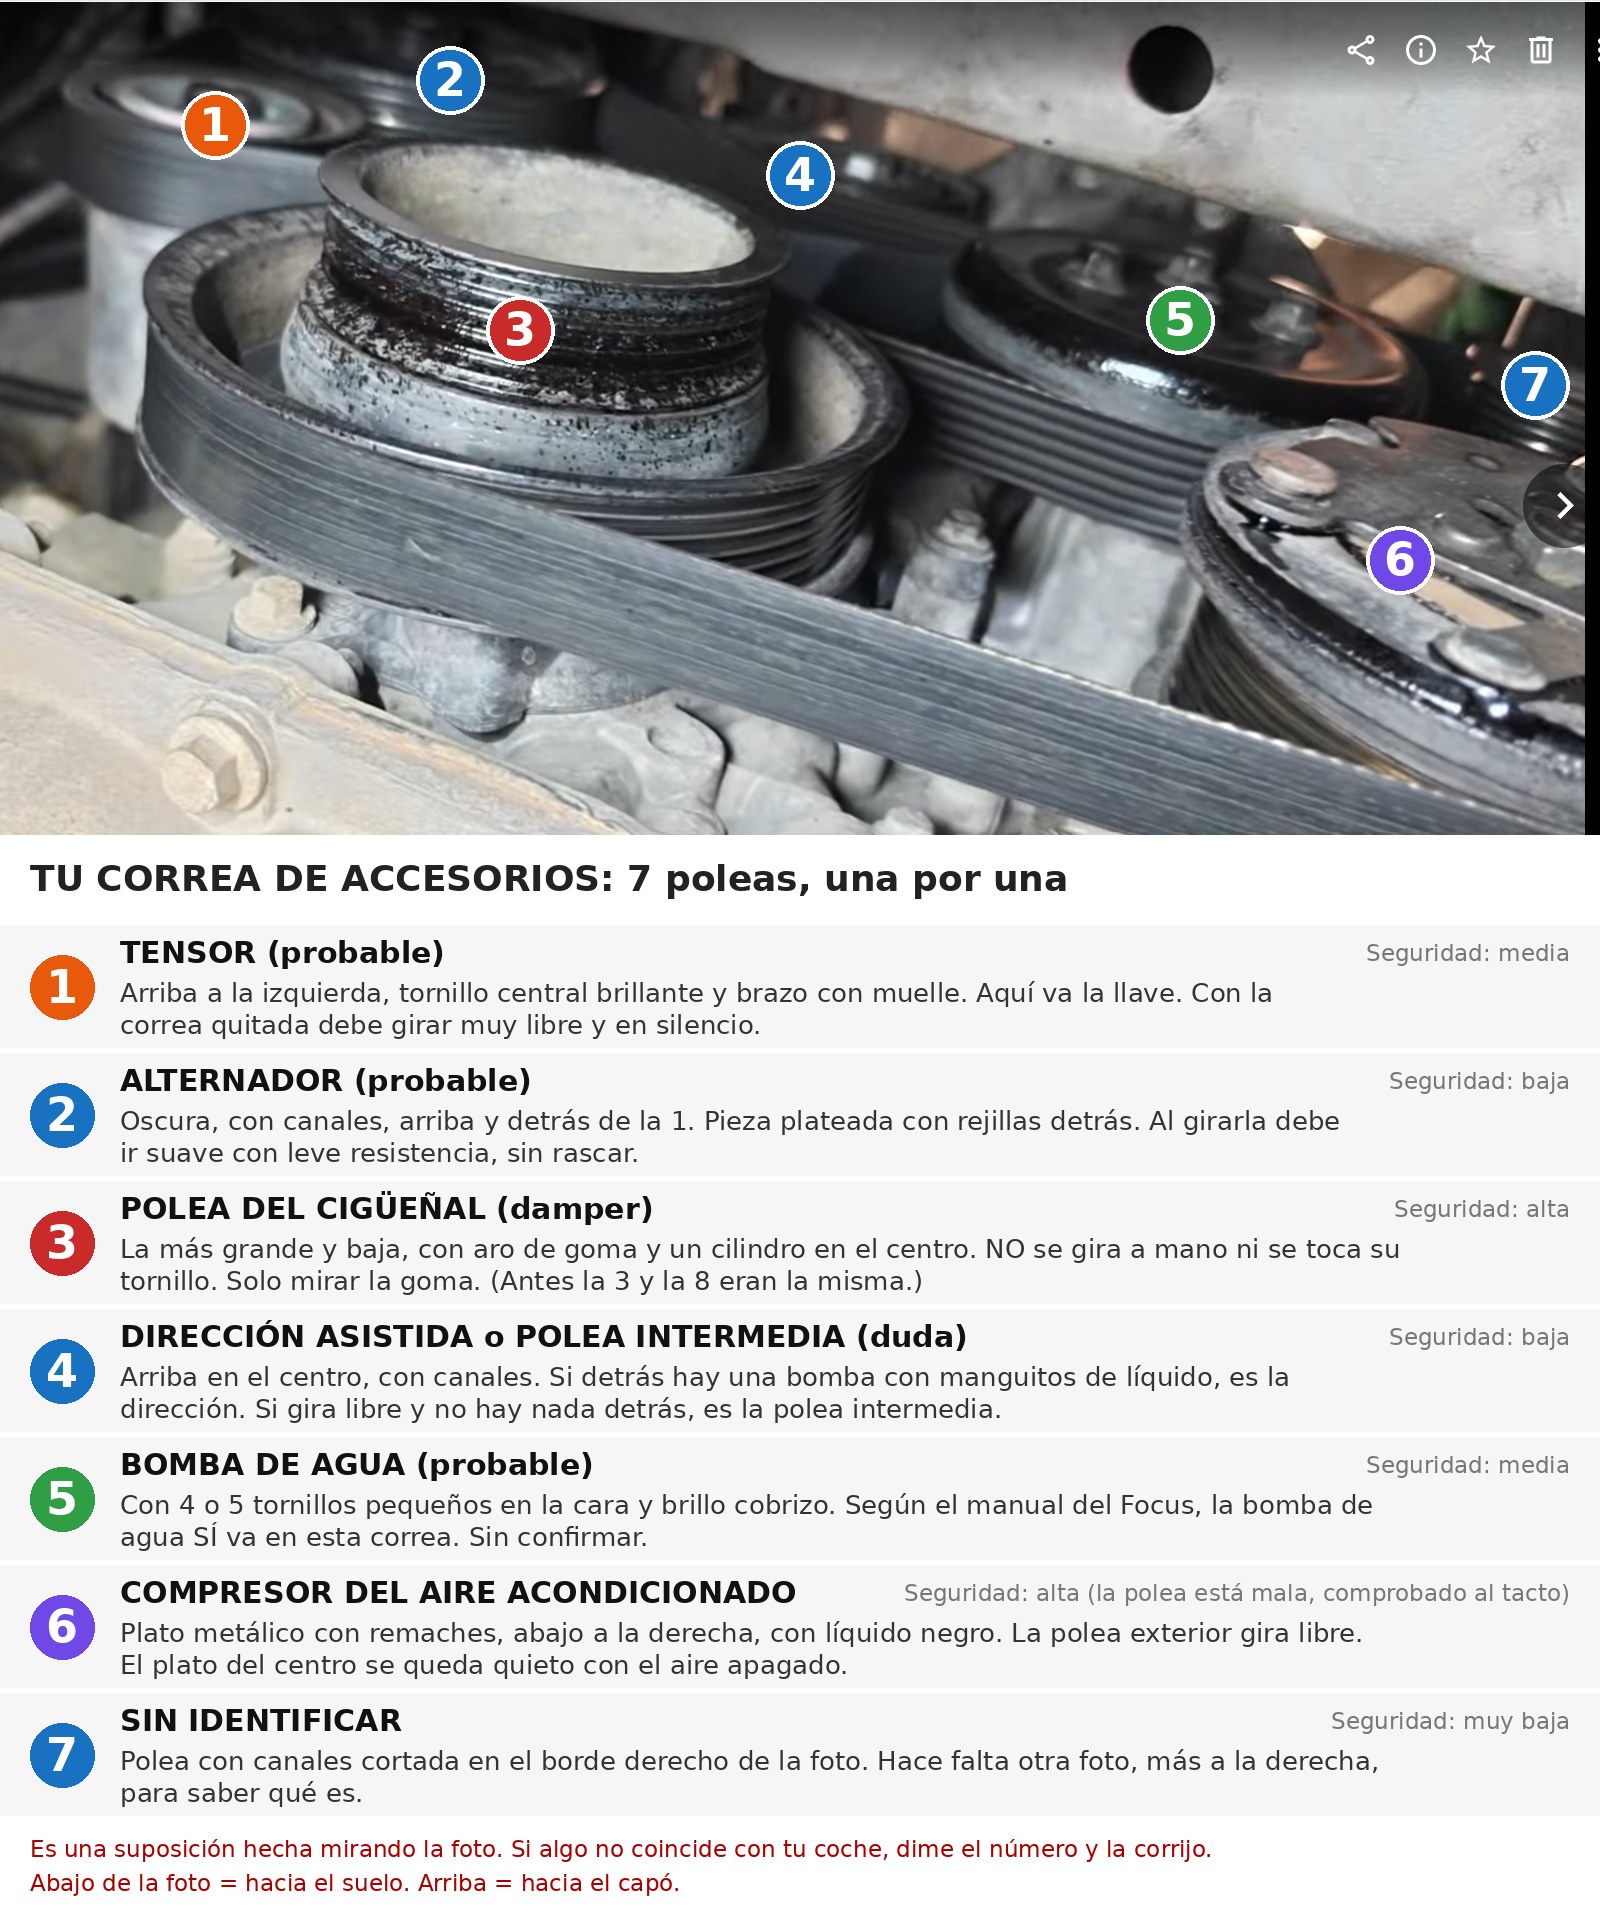 1
2
3
4
5
6
7
TU CORREA DE ACCESORIOS: 7 poleas, una por una
1
TENSOR (probable)
Seguridad: media
Arriba a la izquierda, tornillo central brillante y brazo con muelle. Aquí va la llave. Con la
correa quitada debe girar muy libre y en silencio.
2
ALTERNADOR (probable)
Seguridad: baja
Oscura, con canales, arriba y detrás de la 1. Pieza plateada con rejillas detrás. Al girarla debe
ir suave con leve resistencia, sin rascar.
3
POLEA DEL CIGÜEÑAL (damper)
Seguridad: alta
La más grande y baja, con aro de goma y un cilindro en el centro. NO se gira a mano ni se toca su
tornillo. Solo mirar la goma. (Antes la 3 y la 8 eran la misma.)
4
DIRECCIÓN ASISTIDA o POLEA INTERMEDIA (duda)
Seguridad: baja
Arriba en el centro, con canales. Si detrás hay una bomba con manguitos de líquido, es la
dirección. Si gira libre y no hay nada detrás, es la polea intermedia.
5
BOMBA DE AGUA (probable)
Seguridad: media
Con 4 o 5 tornillos pequeños en la cara y brillo cobrizo. Según el manual del Focus, la bomba de
agua SÍ va en esta correa. Sin confirmar.
6
COMPRESOR DEL AIRE ACONDICIONADO
Seguridad: alta (la polea está mala, comprobado al tacto)
Plato metálico con remaches, abajo a la derecha, con líquido negro. La polea exterior gira libre.
El plato del centro se queda quieto con el aire apagado.
7
SIN IDENTIFICAR
Seguridad: muy baja
Polea con canales cortada en el borde derecho de la foto. Hace falta otra foto, más a la derecha,
para saber qué es.
Es una suposición hecha mirando la foto. Si algo no coincide con tu coche, dime el número y la corrijo.
Abajo de la foto = hacia el suelo. Arriba = hacia el capó.